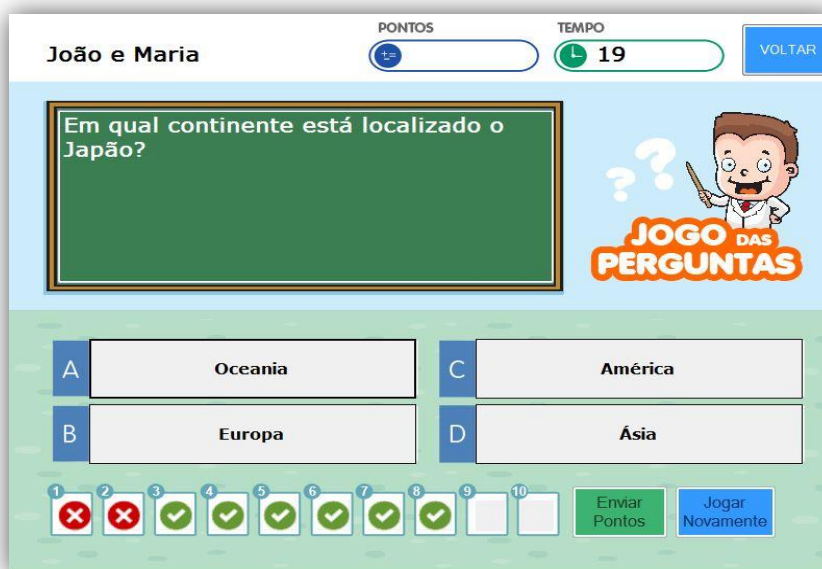 João e Maria
PONTOS
TEMPO
19
VOLTAR
Em qual continente está localizado o
Japão?
? ?
JOGO DAS
PERGUNTAS
A Oceania
C América
B Europa
D Ásia
1 2 3 4 5 6 7 8 9 10
Enviar
Pontos
Jogar
Novamente